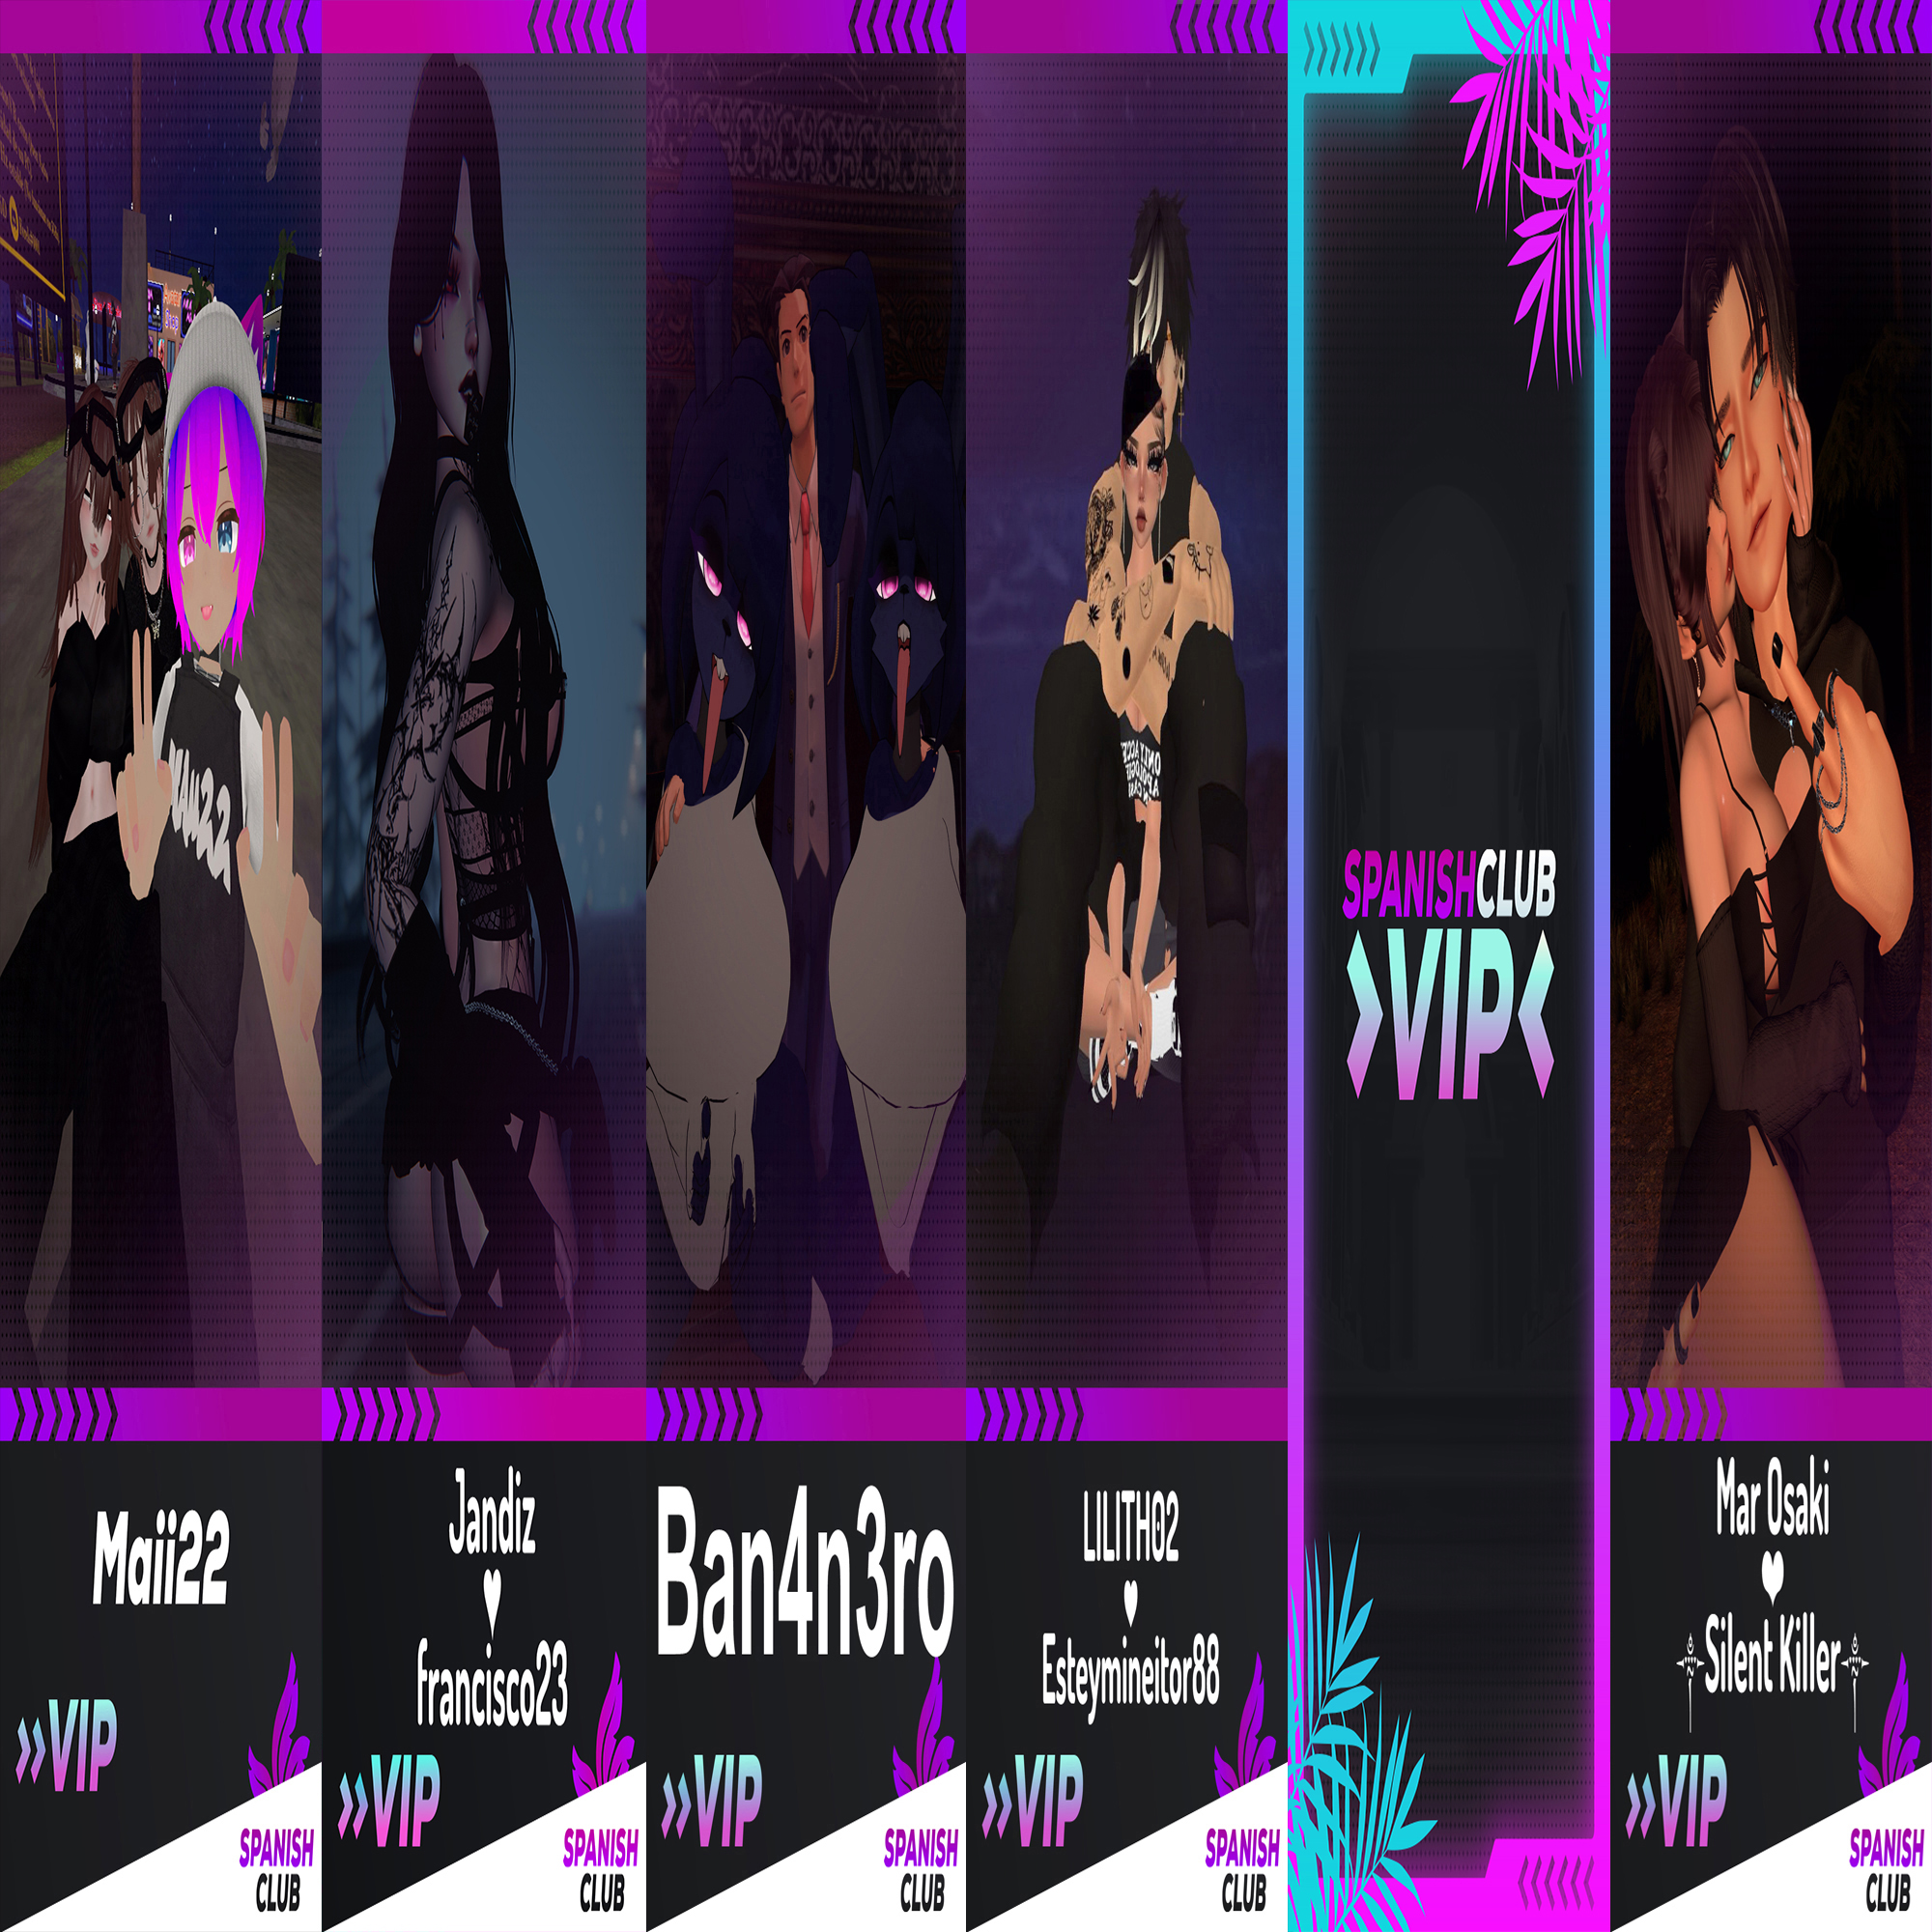 Maii22
VIP
SPANISH
CLUB
Jandiz
♥
francisco23
VIP
SPANISH
CLUB
Ban4n3ro
VIP
SPANISH
CLUB
LILITH02
♥
Esteymineitor88
VIP
SPANISH
CLUB
SPANISHCLUB
VIP
Mar Osaki
♥
Silent Killer
VIP
SPANISH
CLUB